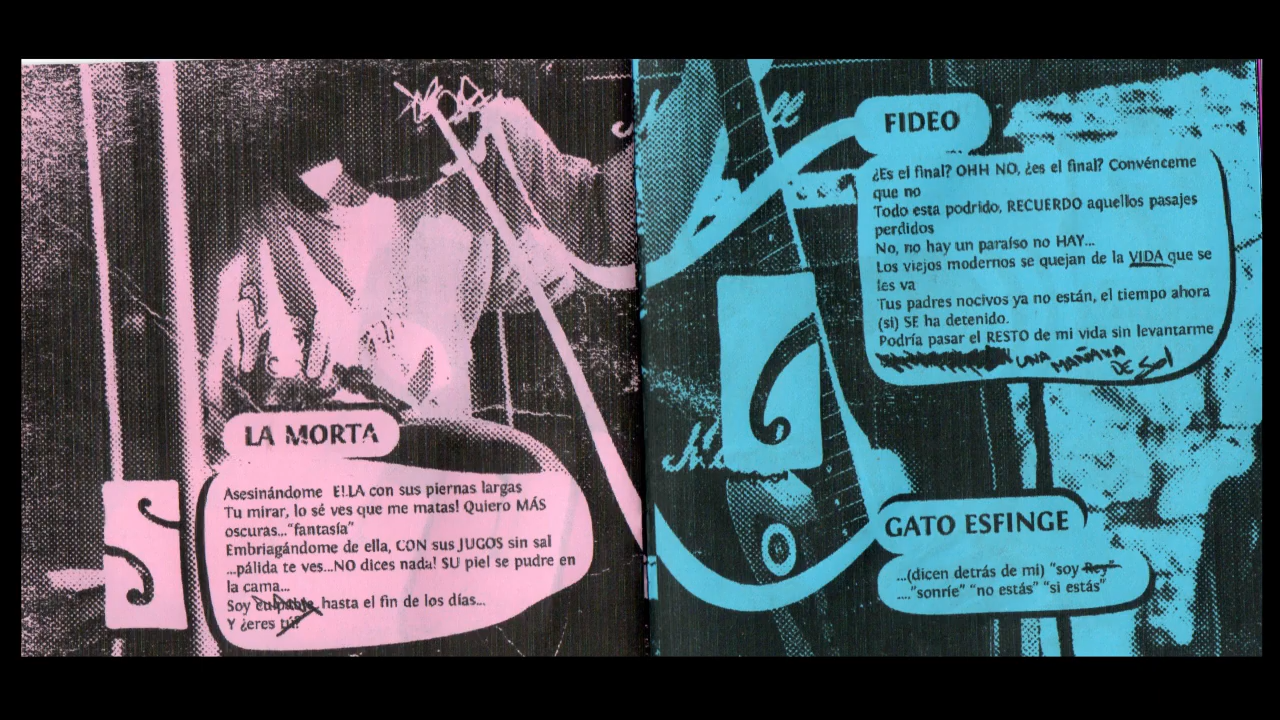 LA MORTA
Asesinándome ELLA con sus piernas largas
Tu mirar, lo sé ves que me matas! Quiero MÁS
oscuras..."fantasía"
Embriagándome de ella, CON sus JUGOS sin sal
...pálida te ves...NO dices nada! SU piel se pudre en
la cama...
Soy culpable hasta el fin de los días...
Y ¿eres tú?
FIDEO
¿Es el final? OHH NO, ¿es el final? Convénceme
que no
Todo esta podrido, RECUERDO aquellos pasajes
perdidos
No, no hay un paraíso no HAY...
Los viejos modernos se quejan de la VIDA que se
les va
Tus padres nocivos ya no están, el tiempo ahora
(si) SE ha detenido.
Podría pasar el RESTO de mi vida sin levantarme
UNA MAÑANA
DE Sol
GATO ESFINGE
...(dicen detrás de mi) "soy Rey"
...."sonríe" "no estás" "si estás"